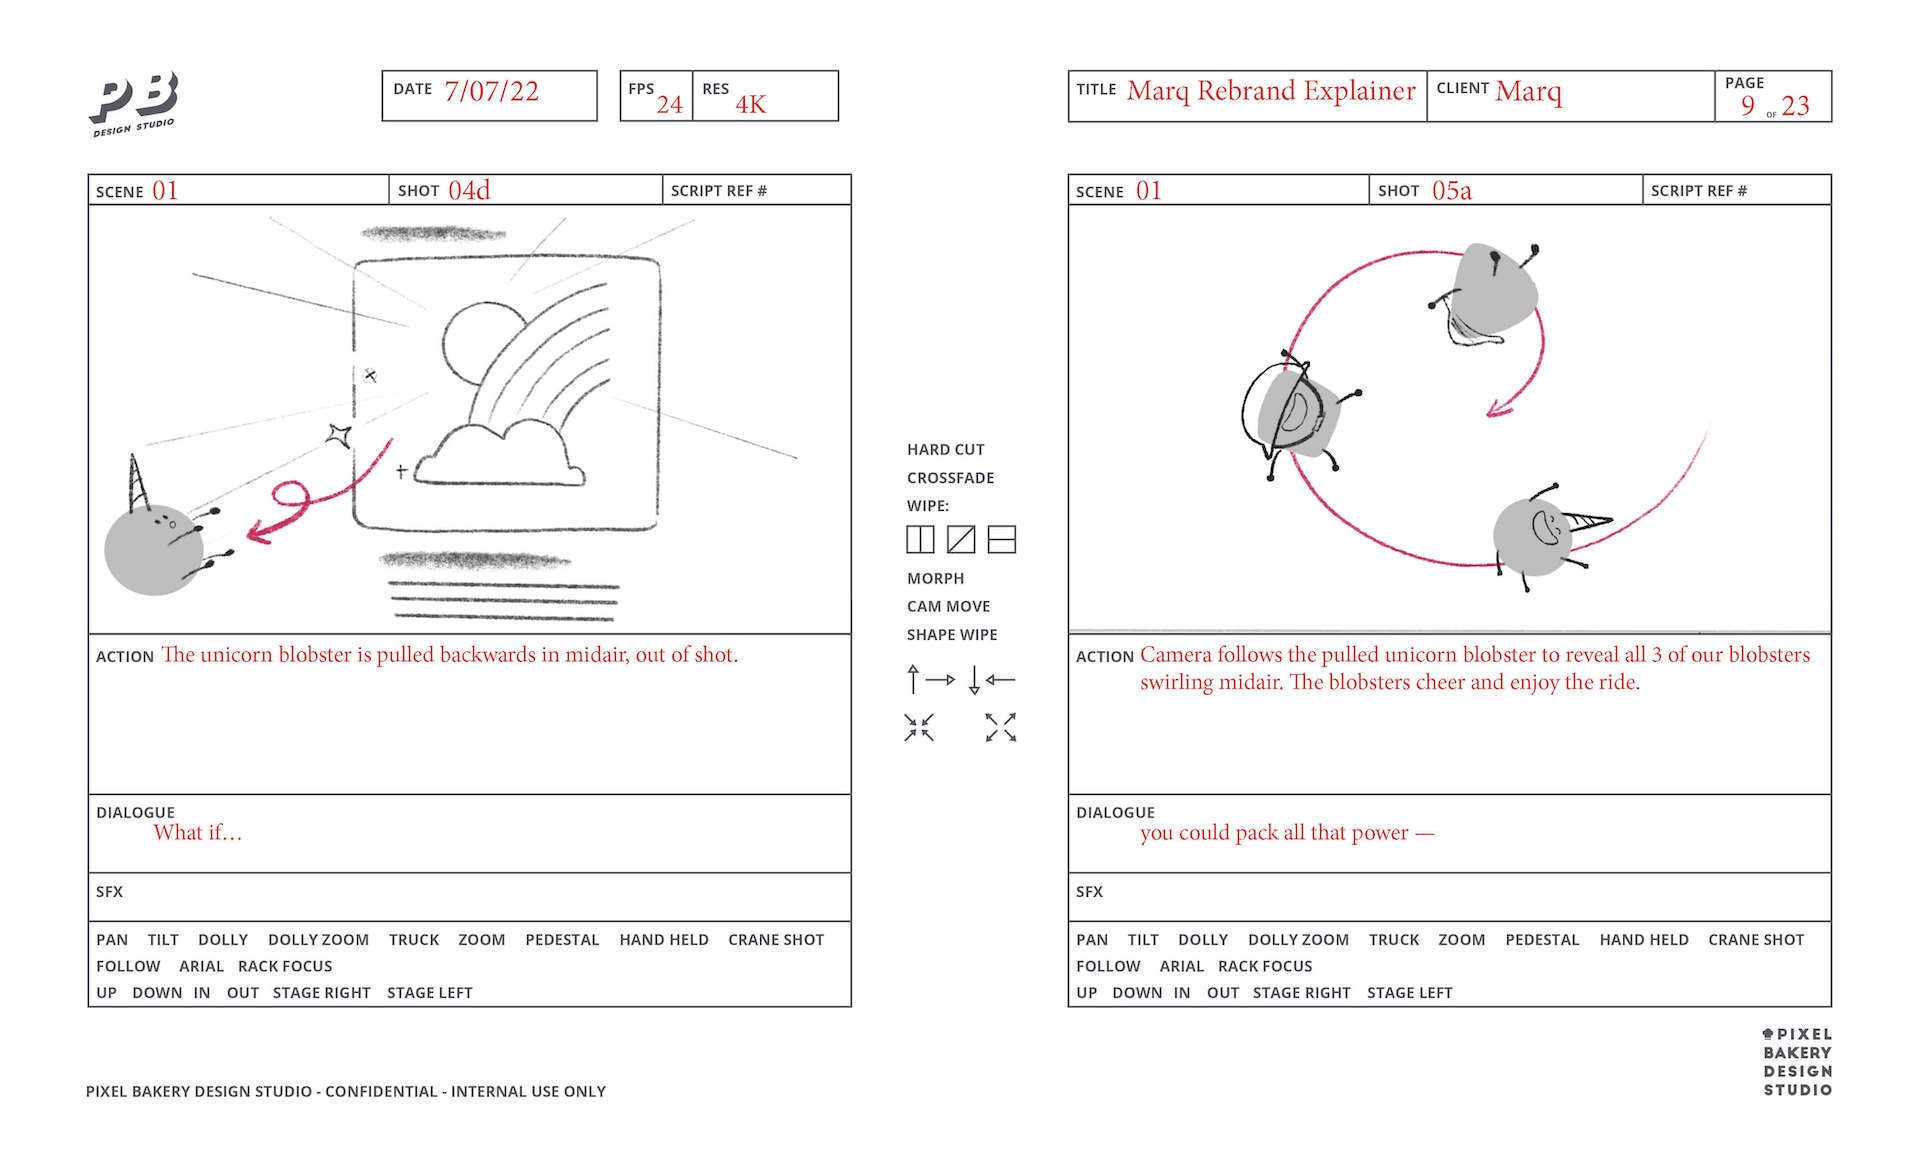 PB
DESIGN STUDIO
DATE 7/07/22
FPS 24 RES 4K
TITLE Marq Rebrand Explainer CLIENT Marq PAGE 9 OF 23
SCENE 01 SHOT 04d SCRIPT REF #
ACTION The unicorn blobster is pulled backwards in midair, out of shot.
DIALOGUE
What if...
SFX
PAN TILT DOLLY DOLLY ZOOM TRUCK ZOOM PEDESTAL HAND HELD CRANE SHOT
FOLLOW ARIAL RACK FOCUS
UP DOWN IN OUT STAGE RIGHT STAGE LEFT
HARD CUT
CROSSFADE
WIPE:
MORPH
CAM MOVE
SHAPE WIPE
SCENE 01 SHOT 05a SCRIPT REF #
ACTION Camera follows the pulled unicorn blobster to reveal all 3 of our blobsters
swirling midair. The blobsters cheer and enjoy the ride.
DIALOGUE
you could pack all that power —
SFX
PAN TILT DOLLY DOLLY ZOOM TRUCK ZOOM PEDESTAL HAND HELD CRANE SHOT
FOLLOW ARIAL RACK FOCUS
UP DOWN IN OUT STAGE RIGHT STAGE LEFT
PIXEL BAKERY DESIGN STUDIO - CONFIDENTIAL - INTERNAL USE ONLY
PIXEL
BAKERY
DESIGN
STUDIO